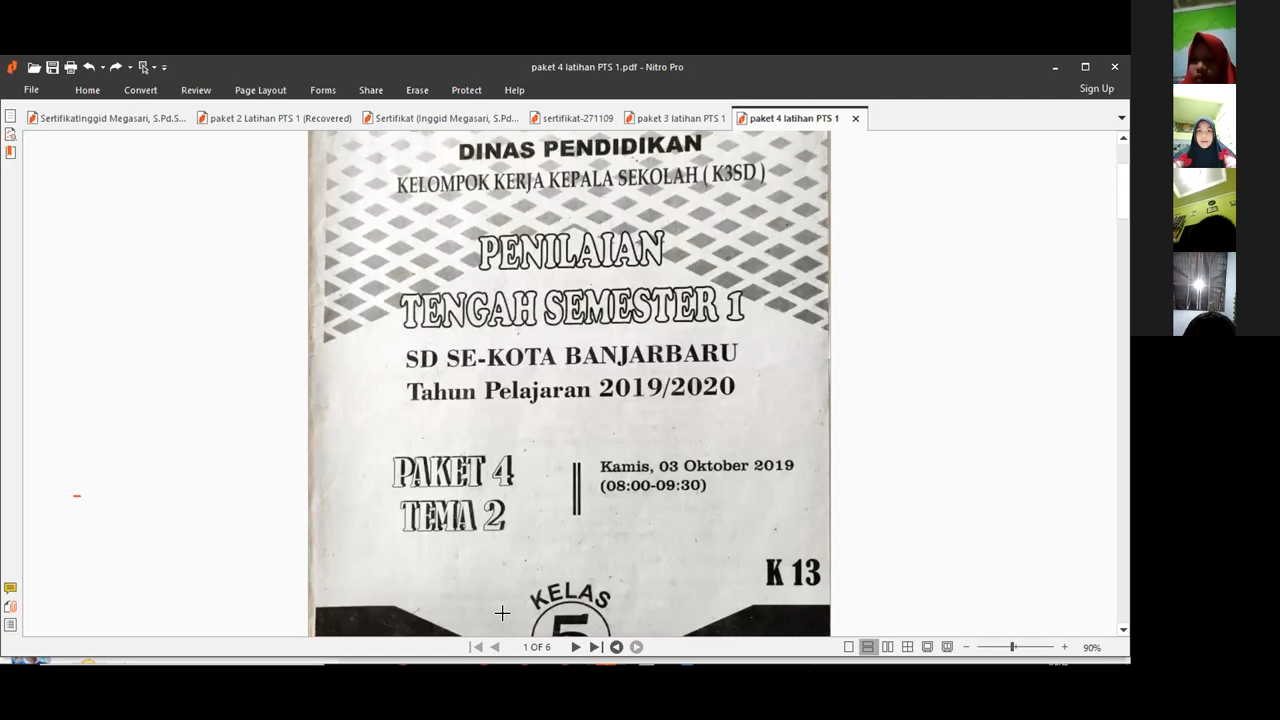 paket 4 latihan PTS 1.pdf - Nitro Pro
File Home Convert Review Page Layout Forms Share Erase Protect Help Sign Up
SertifikatInggid Megasari, S.Pd.S... paket 2 Latihan PTS 1 (Recovered) Sertifikat (Inggid Megasari, S.Pd... sertifikat-271109 paket 3 latihan PTS 1 paket 4 latihan PTS 1
DINAS PENDIDIKAN
KELOMPOK KERJA KEPALA SEKOLAH ( K3SD )
PENILAIAN
TENGAH SEMESTER 1
SD SE-KOTA BANJARBARU
Tahun Pelajaran 2019/2020
PAKET 4
TEMA 2
Kamis, 03 Oktober 2019
(08:00-09:30)
K 13
KELAS
5
1 OF 6
90%